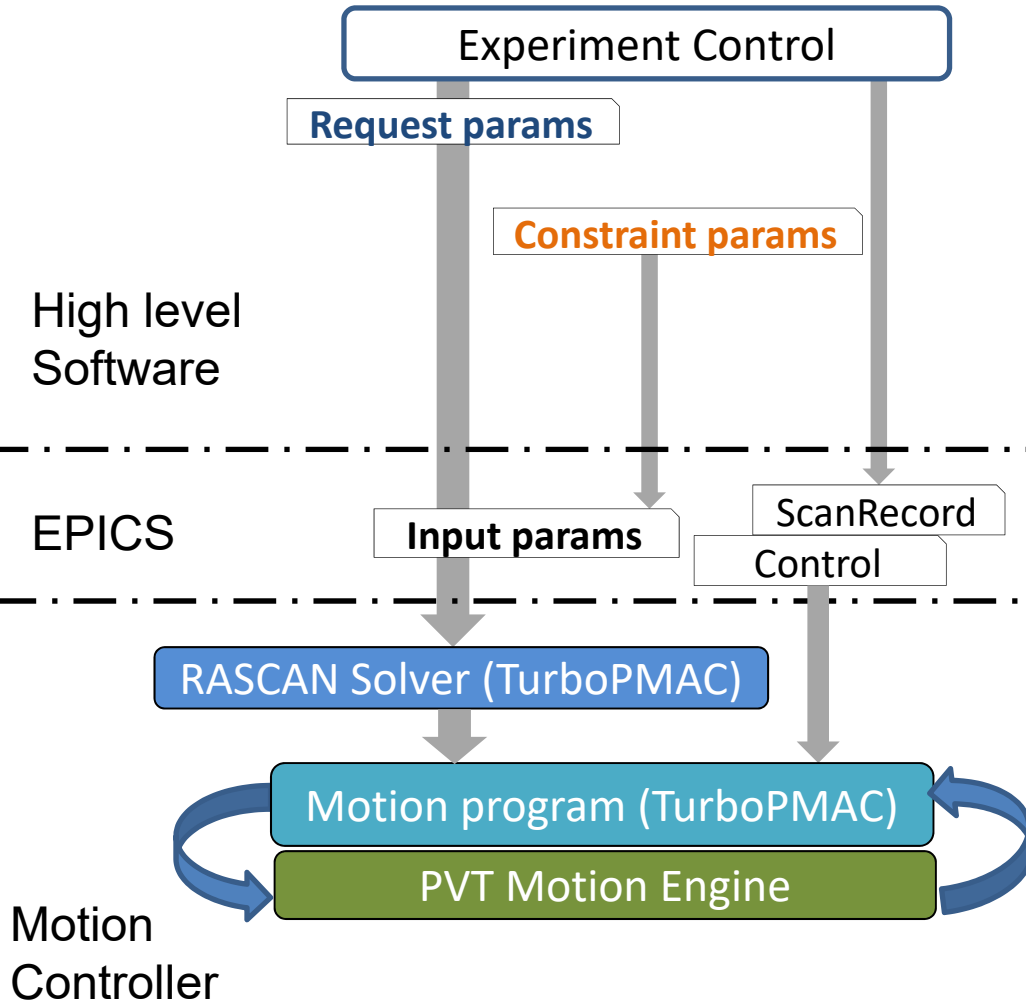 Experiment Control
Request params
Constraint params
High level
Software
ScanRecord
EPICS
Input params
Control
RASCAN Solver (TurboPMAC)
Motion program (TurboPMAC)
PVT Motion Engine
Motion
Controller